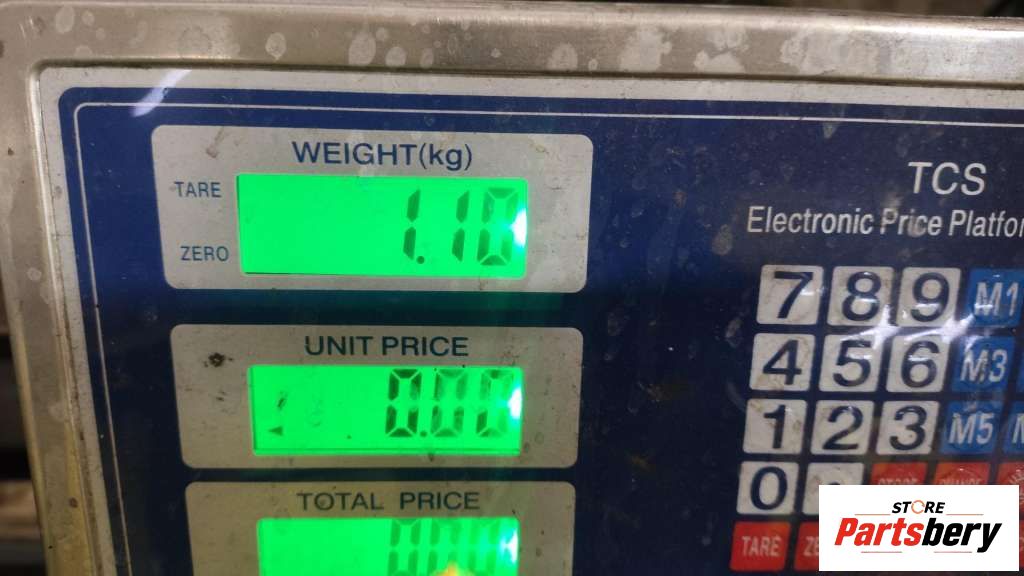 WEIGHT(kg)
TARE
1.10
ZERO
UNIT PRICE
0.00
TOTAL PRICE
TCS
Electronic Price
7 8 9 M1
4 5 6 M3
1 2 3 M5
0
TARE
STORE
Partsbery